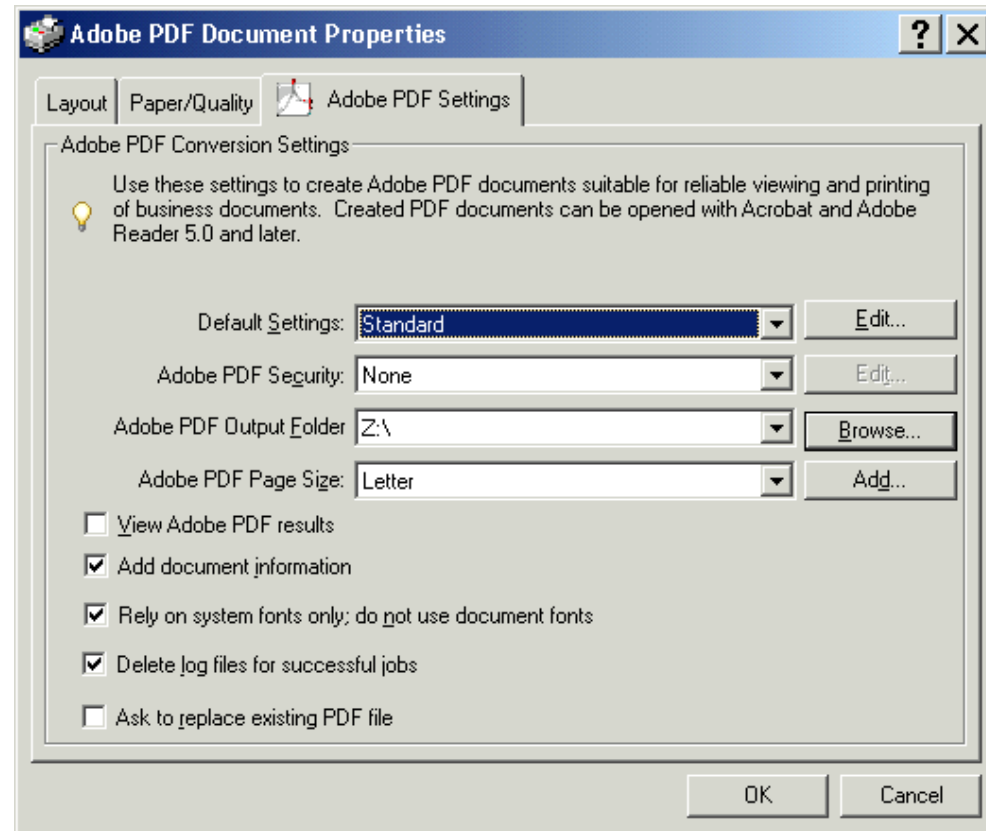 Adobe PDF Document Properties
Layout
Paper/Quality
Adobe PDF Settings
Adobe PDF Conversion Settings
Use these settings to create Adobe PDF documents suitable for reliable viewing and printing
of business documents. Created PDF documents can be opened with Acrobat and Adobe
Reader 5.0 and later.
Default Settings: Standard Edit...
Adobe PDF Security: None Edit...
Adobe PDF Output Folder Z:\ Browse...
Adobe PDF Page Size: Letter Add...
View Adobe PDF results
Add document information
Rely on system fonts only; do not use document fonts
Delete log files for successful jobs
Ask to replace existing PDF file
OK Cancel